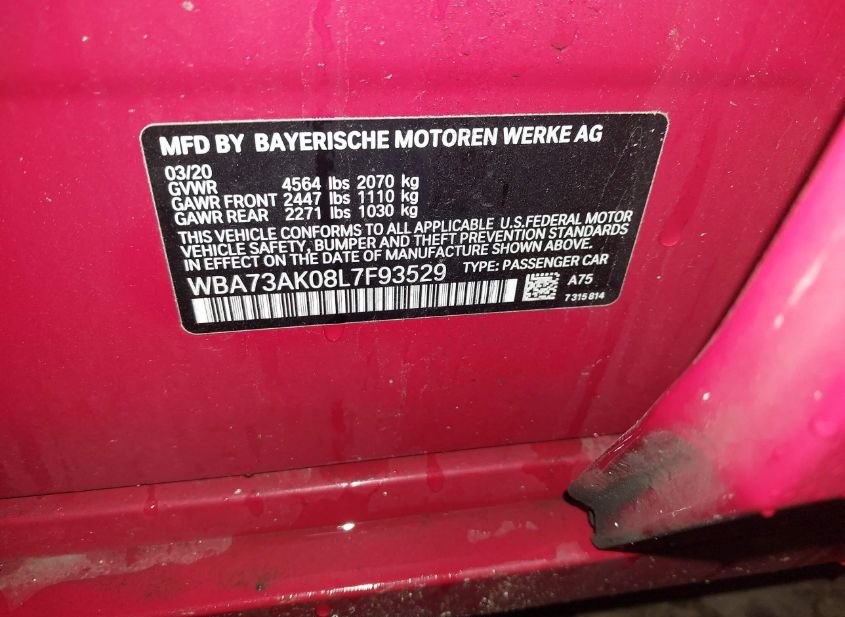 MFD BY BAYERISCHE MOTOREN WERKE AG
03/20
GVWR 4564 lbs 2070 kg
GAWR FRONT 2447 lbs 1110 kg
GAWR REAR 2271 lbs 1030 kg
THIS VEHICLE CONFORMS TO ALL APPLICABLE U.S.FEDERAL MOTOR
VEHICLE SAFETY, BUMPER AND THEFT PREVENTION STANDARDS
IN EFFECT ON THE DATE OF MANUFACTURE SHOWN ABOVE.
WBA73AK08L7F93529 TYPE: PASSENGER CAR
A75
7 315 814